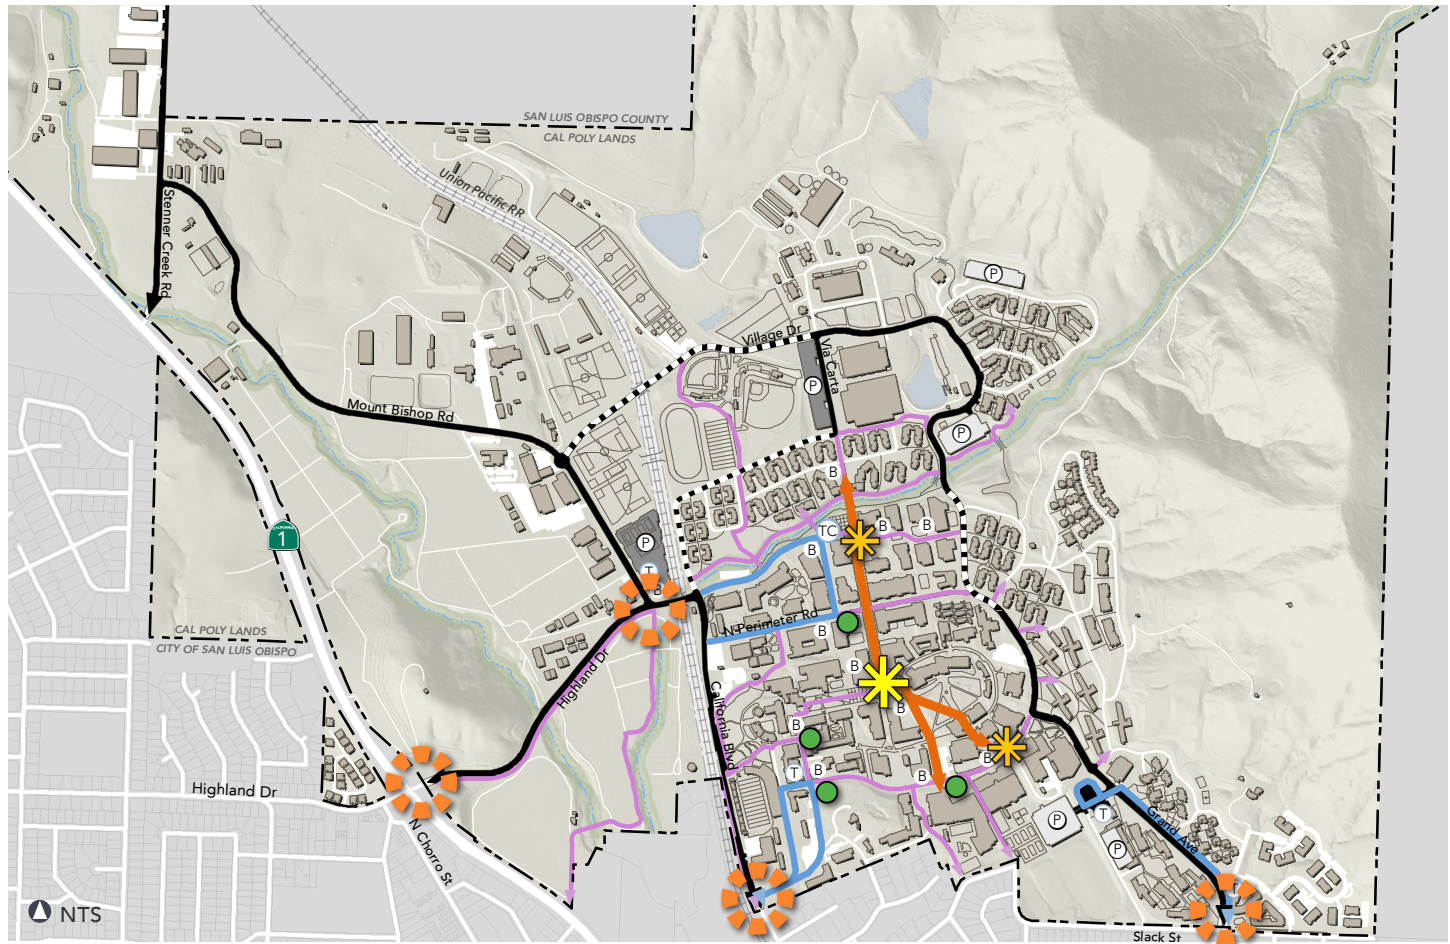 SAN LUIS OBISPO COUNTY
CAL POLY LANDS
Union Pacific RR
Stenner Creek Rd
P
Village Dr
Via Carta
P
Mount Bishop Rd
P
B
CALIFORNIA
1
P
TC
B
B
B
T
B
N Perimeter Rd
B
CAL POLY LANDS
CITY OF SAN LUIS OBISPO
B
Highland Dr
B
California Blvd
B
B
T
B
B
Highland Dr
P
T
Grand Ave
N Chorro St
P
NTS
Slack St